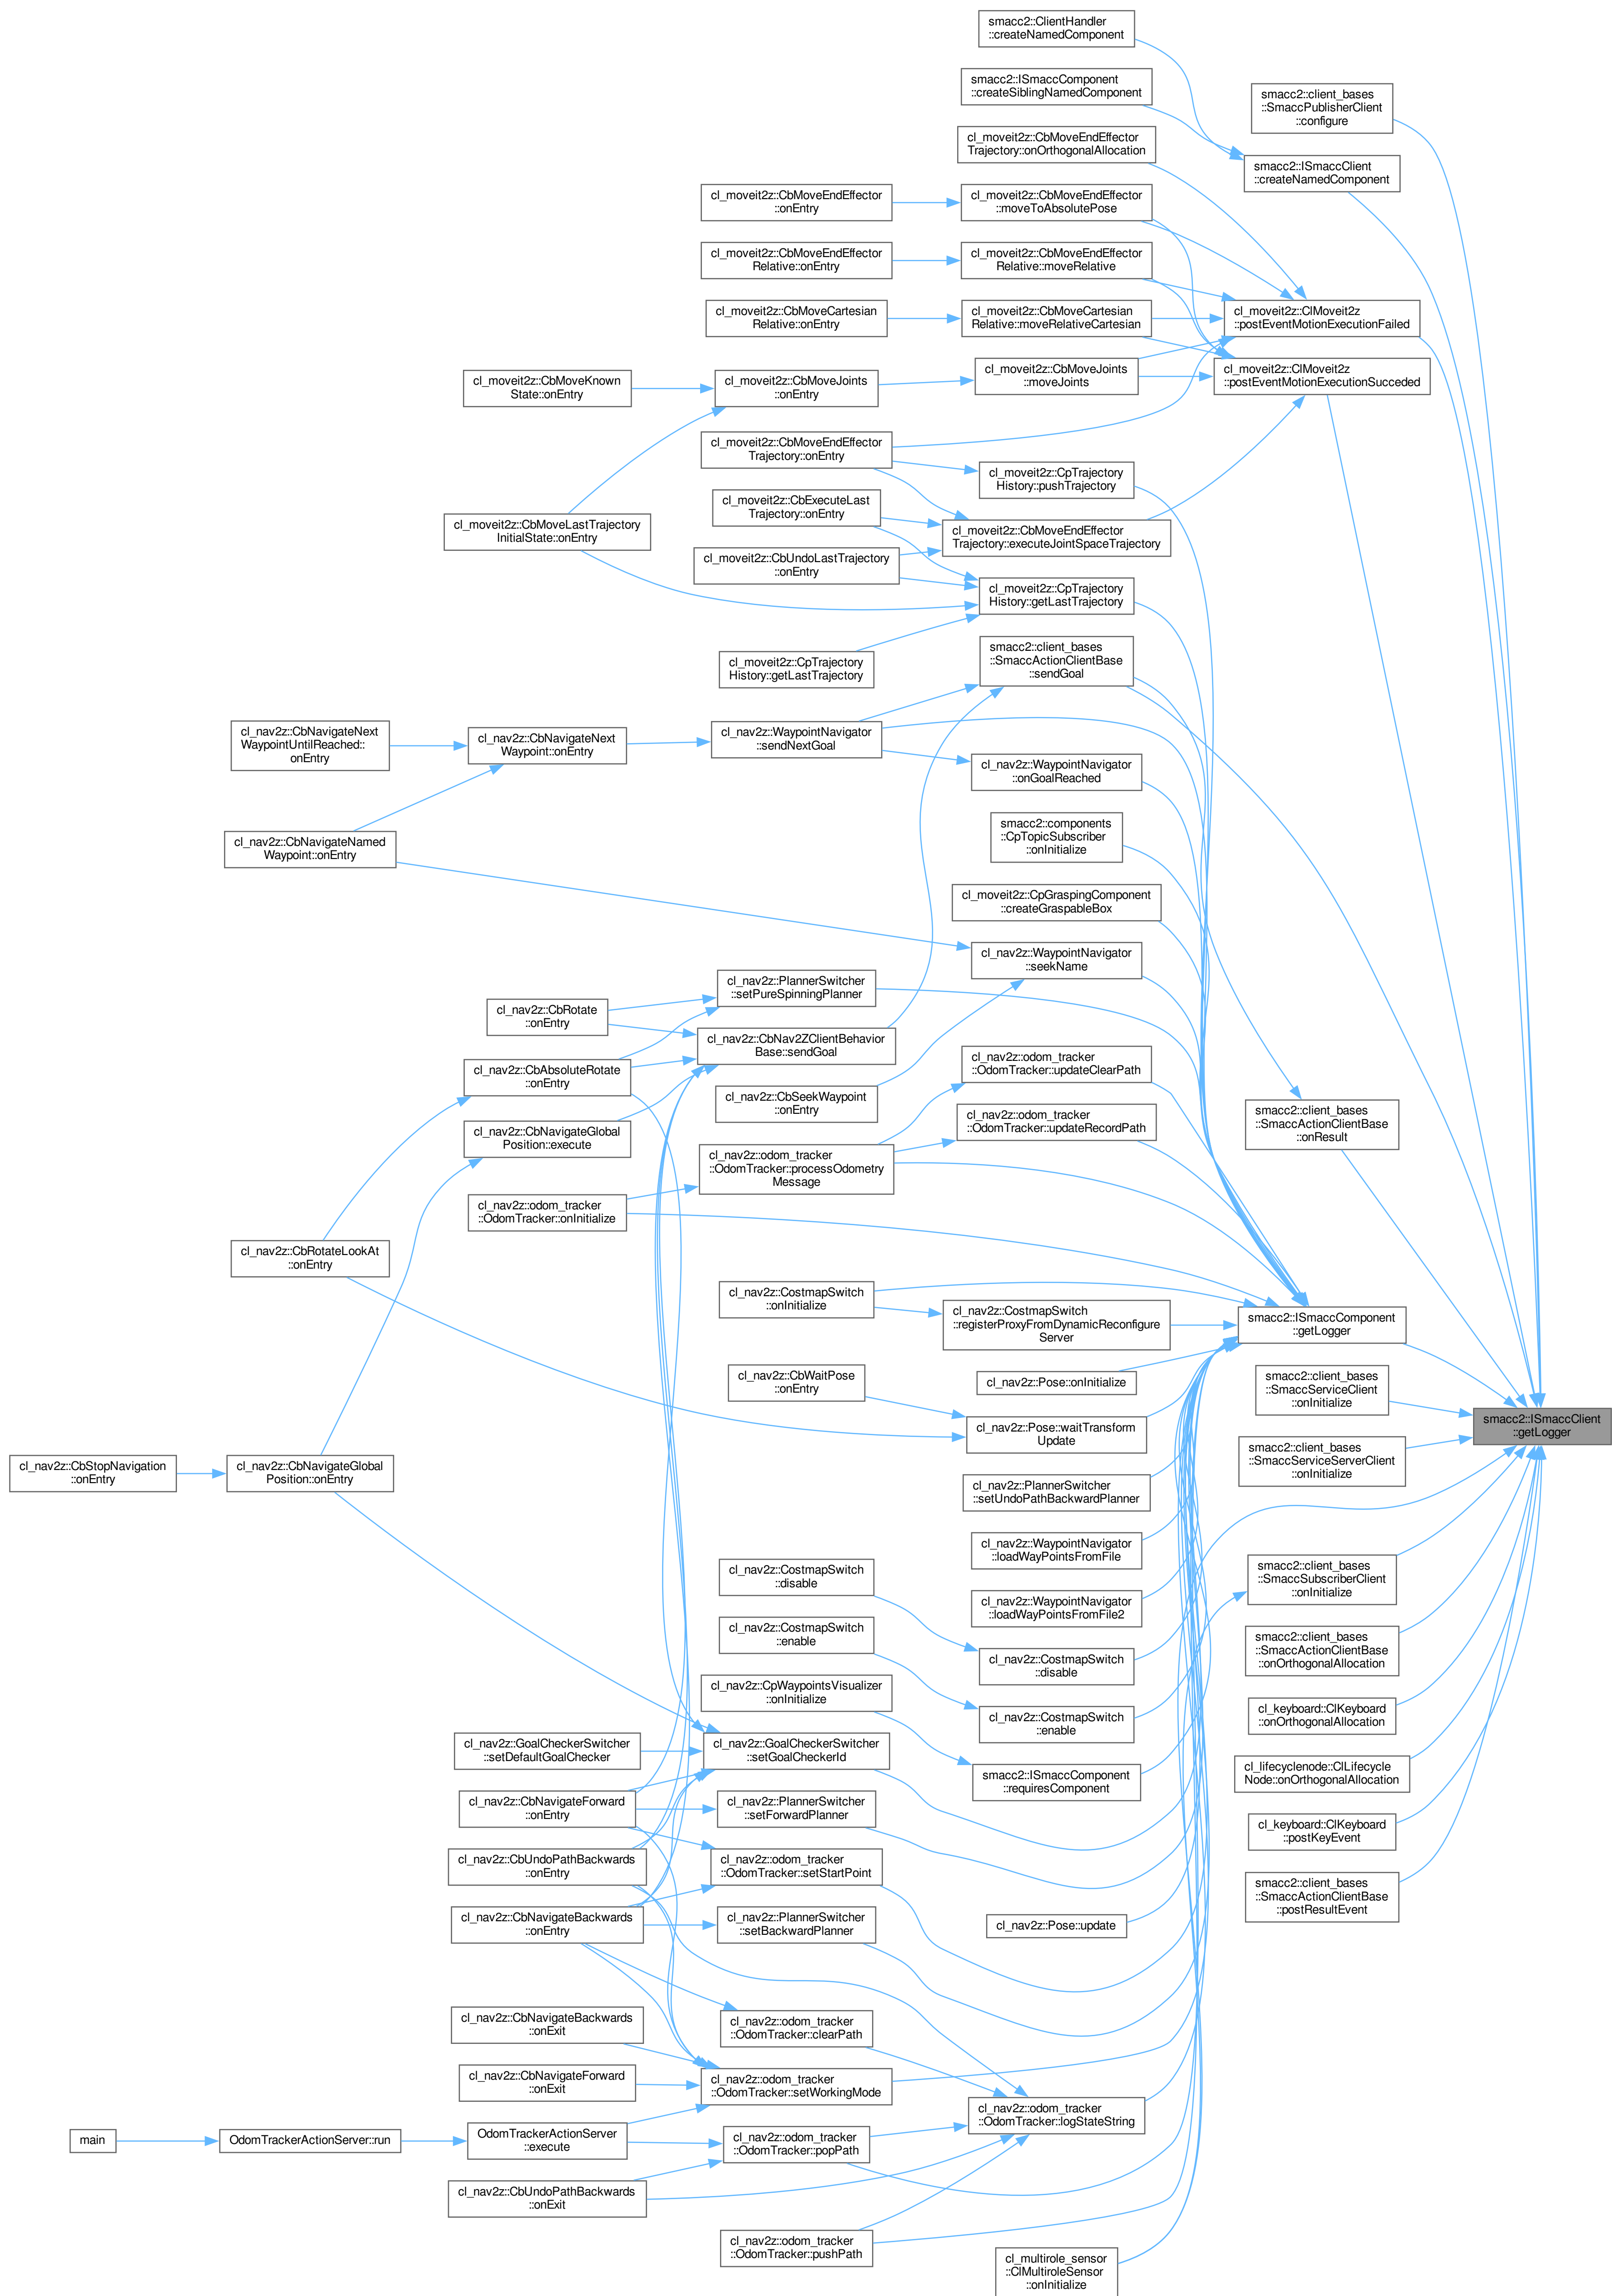 smacc2::ClientHandler
::createNamedComponent
smacc2::ISmaccComponent
::createSiblingNamedComponent
smacc2::client_bases
::SmaccPublisherClient
::configure
cl_moveit2z::CbMoveEndEffector
Trajectory::onOrthogonalAllocation
smacc2::ISmaccClient
::createNamedComponent
cl_moveit2z::CbMoveEndEffector
::onEntry
cl_moveit2z::CbMoveEndEffector
::moveToAbsolutePose
cl_moveit2z::CbMoveEndEffector
Relative::onEntry
cl_moveit2z::CbMoveEndEffector
Relative::moveRelative
cl_moveit2z::CbMoveCartesian
Relative::onEntry
cl_moveit2z::CbMoveCartesian
Relative::moveRelativeCartesian
cl_moveit2z::ClMoveit2z
::postEventMotionExecutionFailed
cl_moveit2z::CbMoveKnown
State::onEntry
cl_moveit2z::CbMoveJoints
::onEntry
cl_moveit2z::CbMoveJoints
::moveJoints
cl_moveit2z::ClMoveit2z
::postEventMotionExecutionSucceded
cl_moveit2z::CbMoveEndEffector
Trajectory::onEntry
cl_moveit2z::CpTrajectory
History::pushTrajectory
cl_moveit2z::CbExecuteLast
Trajectory::onEntry
cl_moveit2z::CbMoveLastTrajectory
InitialState::onEntry
cl_moveit2z::CbMoveEndEffector
Trajectory::executeJointSpaceTrajectory
cl_moveit2z::CbUndoLastTrajectory
::onEntry
cl_moveit2z::CpTrajectory
History::getLastTrajectory
cl_moveit2z::CpTrajectory
History::getLastTrajectory
smacc2::client_bases
::SmaccActionClientBase
::sendGoal
cl_nav2z::CbNavigateNext
WaypointUntilReached::
onEntry
cl_nav2z::CbNavigateNext
Waypoint::onEntry
cl_nav2z::WaypointNavigator
::sendNextGoal
cl_nav2z::WaypointNavigator
::onGoalReached
smacc2::components
::CpTopicSubscriber
::onInitialize
cl_nav2z::CbNavigateNamed
Waypoint::onEntry
cl_moveit2z::CpGraspingComponent
::createGraspableBox
cl_nav2z::WaypointNavigator
::seekName
cl_nav2z::PlannerSwitcher
::setPureSpinningPlanner
cl_nav2z::CbRotate
::onEntry
cl_nav2z::CbNav2ZClientBehavior
Base::sendGoal
cl_nav2z::CbAbsoluteRotate
::onEntry
cl_nav2z::odom_tracker
::OdomTracker::updateClearPath
cl_nav2z::CbSeekWaypoint
::onEntry
cl_nav2z::CbNavigateGlobal
Position::execute
cl_nav2z::odom_tracker
::OdomTracker::updateRecordPath
smacc2::client_bases
::SmaccActionClientBase
::onResult
cl_nav2z::odom_tracker
::OdomTracker::processOdometry
Message
cl_nav2z::odom_tracker
::OdomTracker::onInitialize
cl_nav2z::CbRotateLookAt
::onEntry
cl_nav2z::CostmapSwitch
::onInitialize
cl_nav2z::CostmapSwitch
::registerProxyFromDynamicReconfigure
Server
smacc2::ISmaccComponent
::getLogger
cl_nav2z::Pose::onInitialize
cl_nav2z::CbWaitPose
::onEntry
smacc2::client_bases
::SmaccServiceClient
::onInitialize
cl_nav2z::Pose::waitTransform
Update
smacc2::ISmaccClient
::getLogger
smacc2::client_bases
::SmaccServiceServerClient
::onInitialize
cl_nav2z::CbStopNavigation
::onEntry
cl_nav2z::CbNavigateGlobal
Position::onEntry
cl_nav2z::PlannerSwitcher
::setUndoPathBackwardPlanner
cl_nav2z::WaypointNavigator
::loadWayPointsFromFile
smacc2::client_bases
::SmaccSubscriberClient
::onInitialize
cl_nav2z::CostmapSwitch
::disable
cl_nav2z::WaypointNavigator
::loadWayPointsFromFile2
cl_nav2z::CostmapSwitch
::enable
smacc2::client_bases
::SmaccActionClientBase
::onOrthogonalAllocation
cl_nav2z::CostmapSwitch
::disable
cl_nav2z::CpWaypointsVisualizer
::onInitialize
cl_nav2z::CostmapSwitch
::enable
cl_keyboard::ClKeyboard
::onOrthogonalAllocation
cl_nav2z::GoalCheckerSwitcher
::setDefaultGoalChecker
cl_nav2z::GoalCheckerSwitcher
::setGoalCheckerId
smacc2::ISmaccComponent
::requiresComponent
cl_lifecyclenode::ClLifecycle
Node::onOrthogonalAllocation
cl_nav2z::CbNavigateForward
::onEntry
cl_nav2z::PlannerSwitcher
::setForwardPlanner
cl_keyboard::ClKeyboard
::postKeyEvent
cl_nav2z::CbUndoPathBackwards
::onEntry
cl_nav2z::odom_tracker
::OdomTracker::setStartPoint
smacc2::client_bases
::SmaccActionClientBase
::postResultEvent
cl_nav2z::CbNavigateBackwards
::onEntry
cl_nav2z::PlannerSwitcher
::setBackwardPlanner
cl_nav2z::Pose::update
cl_nav2z::CbNavigateBackwards
::onExit
cl_nav2z::odom_tracker
::OdomTracker::clearPath
cl_nav2z::CbNavigateForward
::onExit
cl_nav2z::odom_tracker
::OdomTracker::setWorkingMode
cl_nav2z::odom_tracker
::OdomTracker::logStateString
main
OdomTrackerActionServer::run
OdomTrackerActionServer
::execute
cl_nav2z::odom_tracker
::OdomTracker::popPath
cl_nav2z::CbUndoPathBackwards
::onExit
cl_nav2z::odom_tracker
::OdomTracker::pushPath
cl_multirole_sensor
::ClMultiroleSensor
::onInitialize